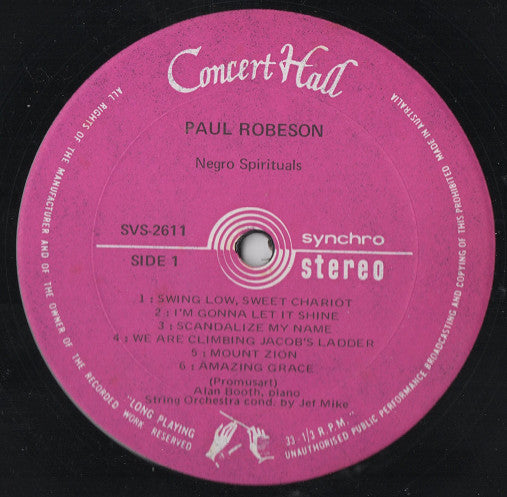 Concert Hall
PAUL ROBESON
Negro Spirituals
SVS-2611
SIDE 1
synchro
stereo
1 : SWING LOW, SWEET CHARIOT
2 : I'M GONNA LET IT SHINE
3 : SCANDALIZE MY NAME
4 : WE ARE CLIMBING JACOB'S LADDER
5 : MOUNT ZION
6 : AMAZING GRACE
(Promusart)
Alan Booth, piano
String Orchestra cond. by Jef Mike
ALL RIGHTS OF THE MANUFACTURER AND OF THE OWNER OF THE RECORDED WORK RESERVED
"LONG PLAYING
33-1/3 R.P.M."
UNAUTHORISED PUBLIC PERFORMANCE BROADCASTING AND COPYING OF THIS PROHIBITED MADE IN AUSTRALIA